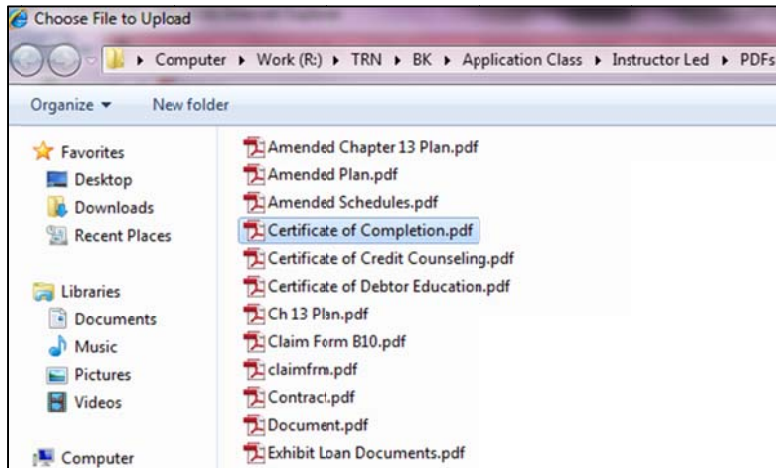 Choose File to Upload
Computer ▸ Work (R:) ▸ TRN ▸ BK ▸ Application Class ▸ Instructor Led ▸ PDFs
Organize ▾ New folder
Favorites
Desktop
Downloads
Recent Places
Libraries
Documents
Music
Pictures
Videos
Computer
Amended Chapter 13 Plan.pdf
Amended Plan.pdf
Amended Schedules.pdf
Certificate of Completion.pdf
Certificate of Credit Counseling.pdf
Certificate of Debtor Education.pdf
Ch 13 Plan.pdf
Claim Form B10.pdf
claimfrm.pdf
Contract.pdf
Document.pdf
Exhibit Loan Documents.pdf